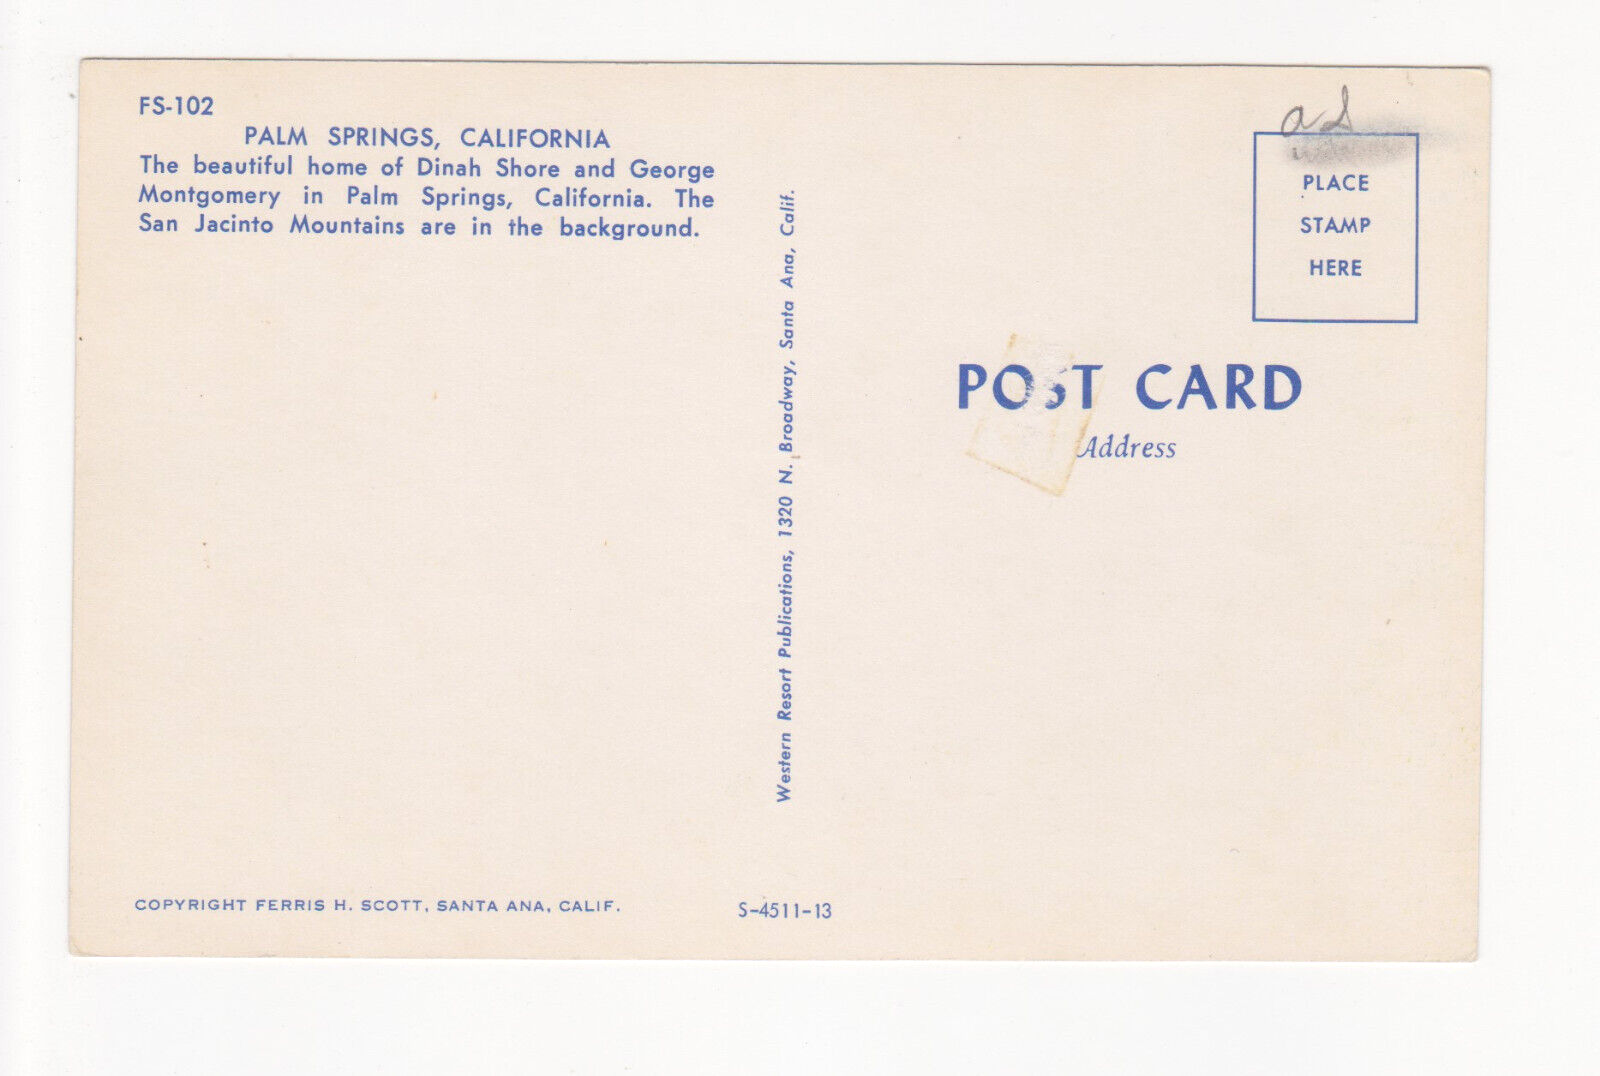 FS-102
PALM SPRINGS, CALIFORNIA
The beautiful home of Dinah Shore and George
Montgomery in Palm Springs, California. The
San Jacinto Mountains are in the background.
COPYRIGHT FERRIS H. SCOTT, SANTA ANA, CALIF.
Western Resort Publications, 1320 N. Broadway, Santa Ana, Calif.
S-4511-13
PLACE
STAMP
HERE
POST CARD
Address